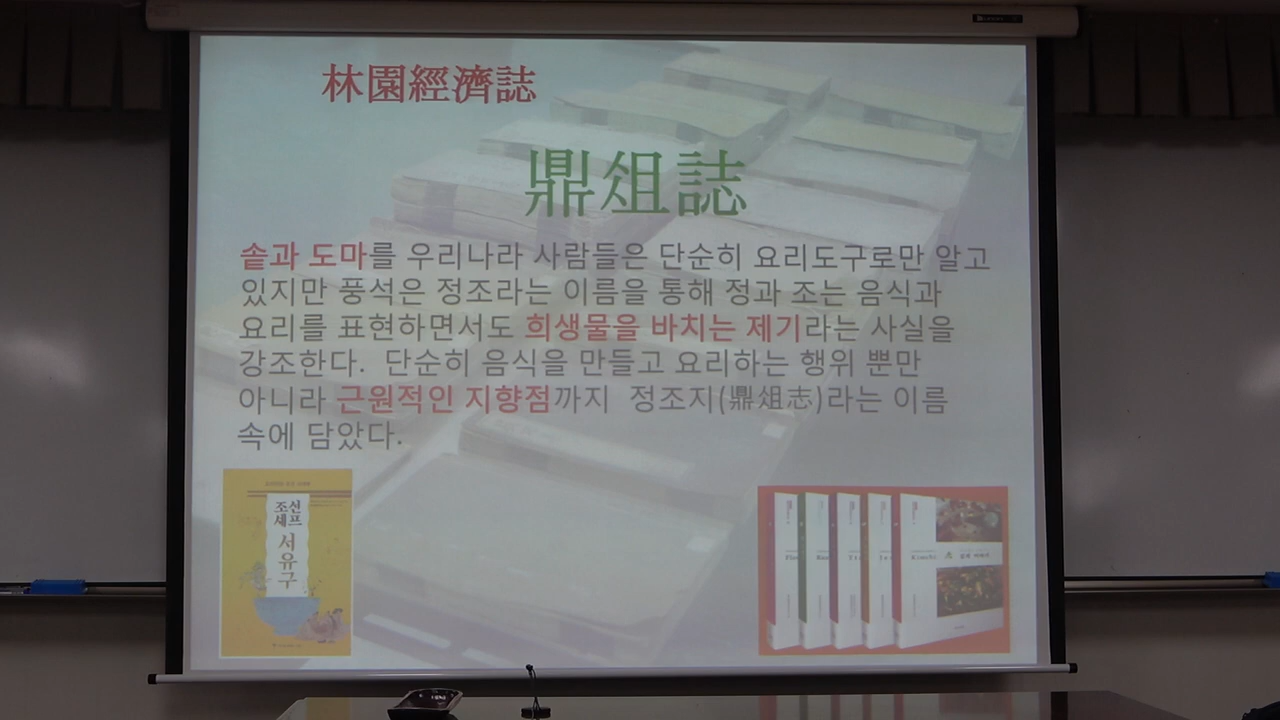 林園經濟誌
鼎俎誌
솥과 도마를 우리나라 사람들은 단순히 요리도구로만 알고
있지만 풍석은 정조라는 이름을 통해 정과 조는 음식과
요리를 표현하면서도 희생물을 바치는 제기라는 사실을
강조한다. 단순히 음식을 만들고 요리하는 행위 뿐만
아니라 근원적인 지향점까지 정조지(鼎俎志)라는 이름
속에 담았다.
조선
셰프
서유구